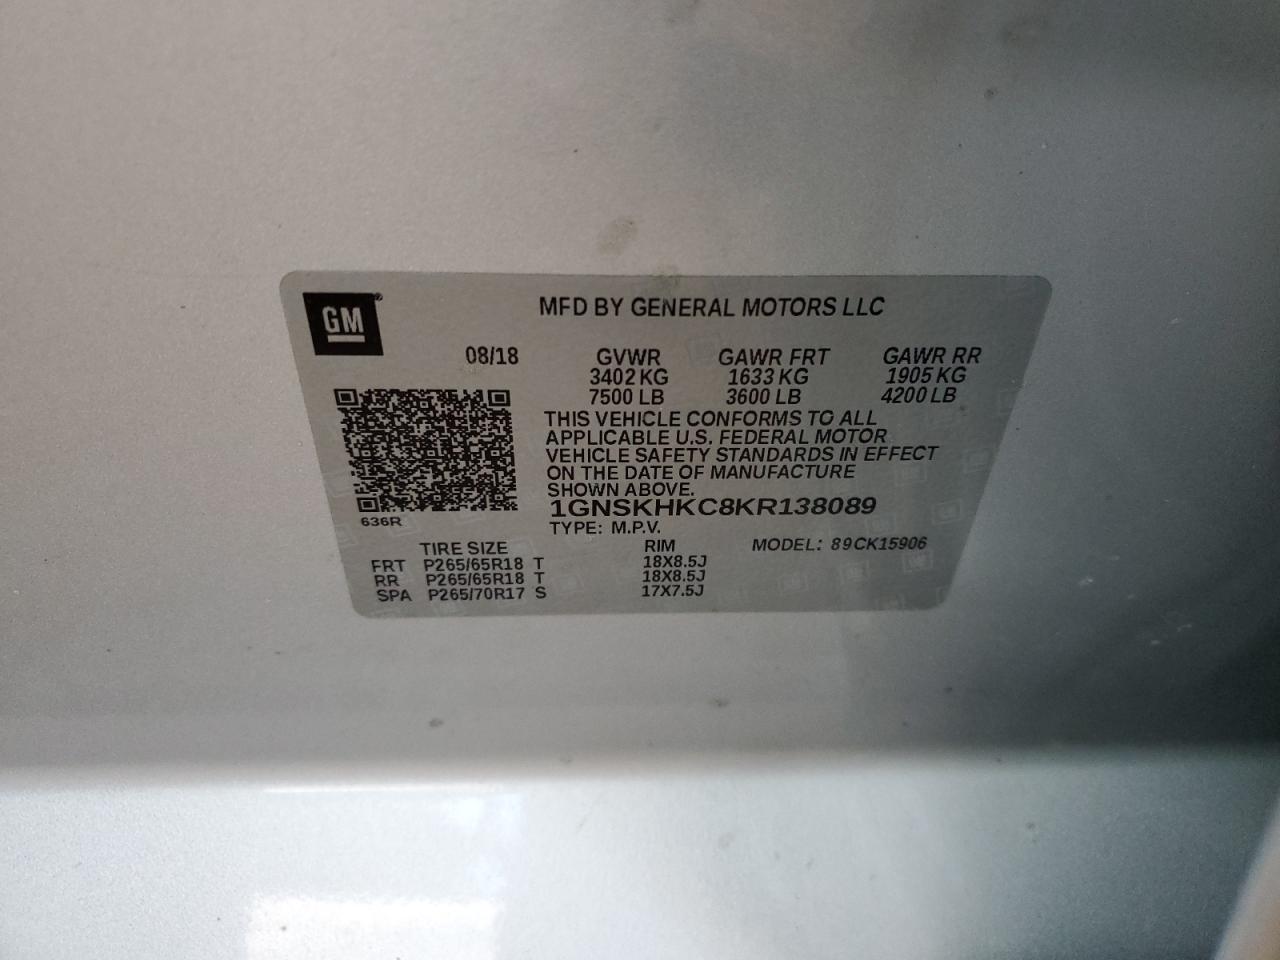 GM®
MFD BY GENERAL MOTORS LLC
08/18 GVWR GAWR FRT GAWR RR
3402 KG 1633 KG 1905 KG
7500 LB 3600 LB 4200 LB
THIS VEHICLE CONFORMS TO ALL
APPLICABLE U.S. FEDERAL MOTOR
VEHICLE SAFETY STANDARDS IN EFFECT
ON THE DATE OF MANUFACTURE
SHOWN ABOVE.
1GNSKHKC8KR138089
636R
TYPE: M.P.V.
TIRE SIZE RIM MODEL: 89CK15906
FRT P265/65R18 T 18X8.5J
RR P265/65R18 T 18X8.5J
SPA P265/70R17 S 17X7.5J